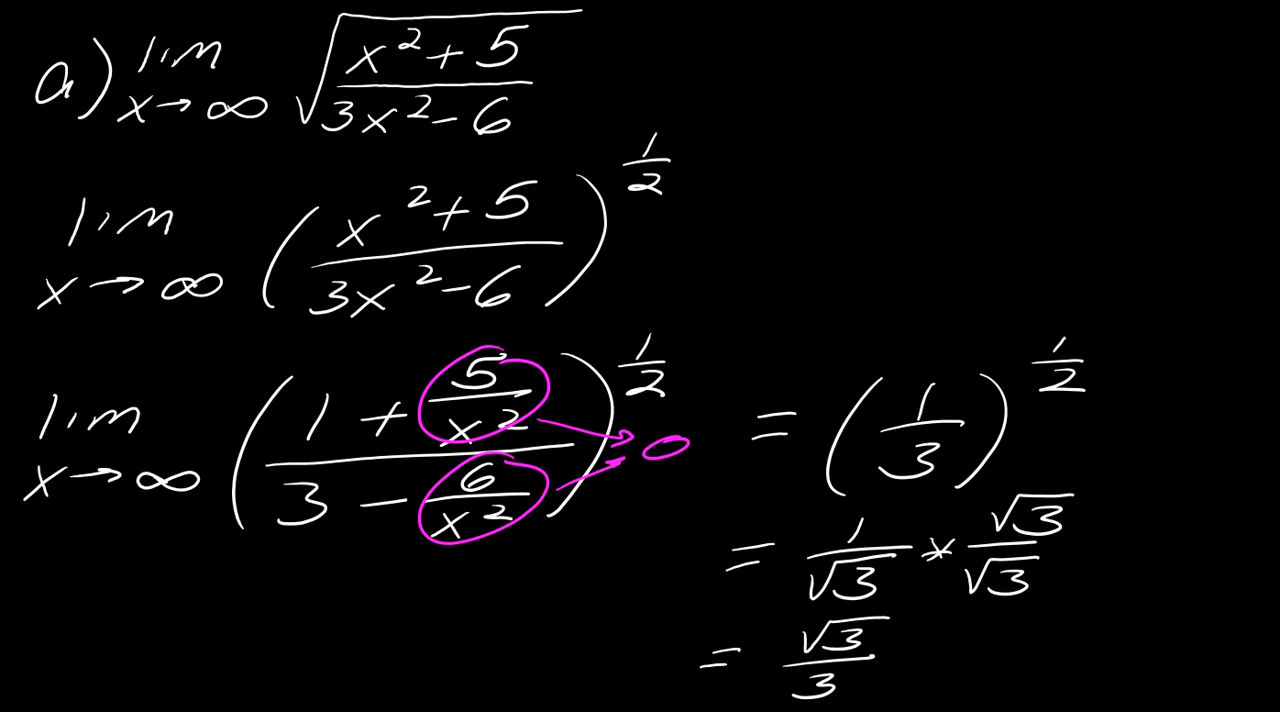 a) lim x→∞ √((x² + 5)/(3x² - 6))
lim x→∞ ((x² + 5)/(3x² - 6))^(1/2)
lim x→∞ ((1 + 5/x²)/(3 - 6/x²))^(1/2) → 0 = (1/3)^(1/2)
= 1/√3 * √3/√3
= √3/3